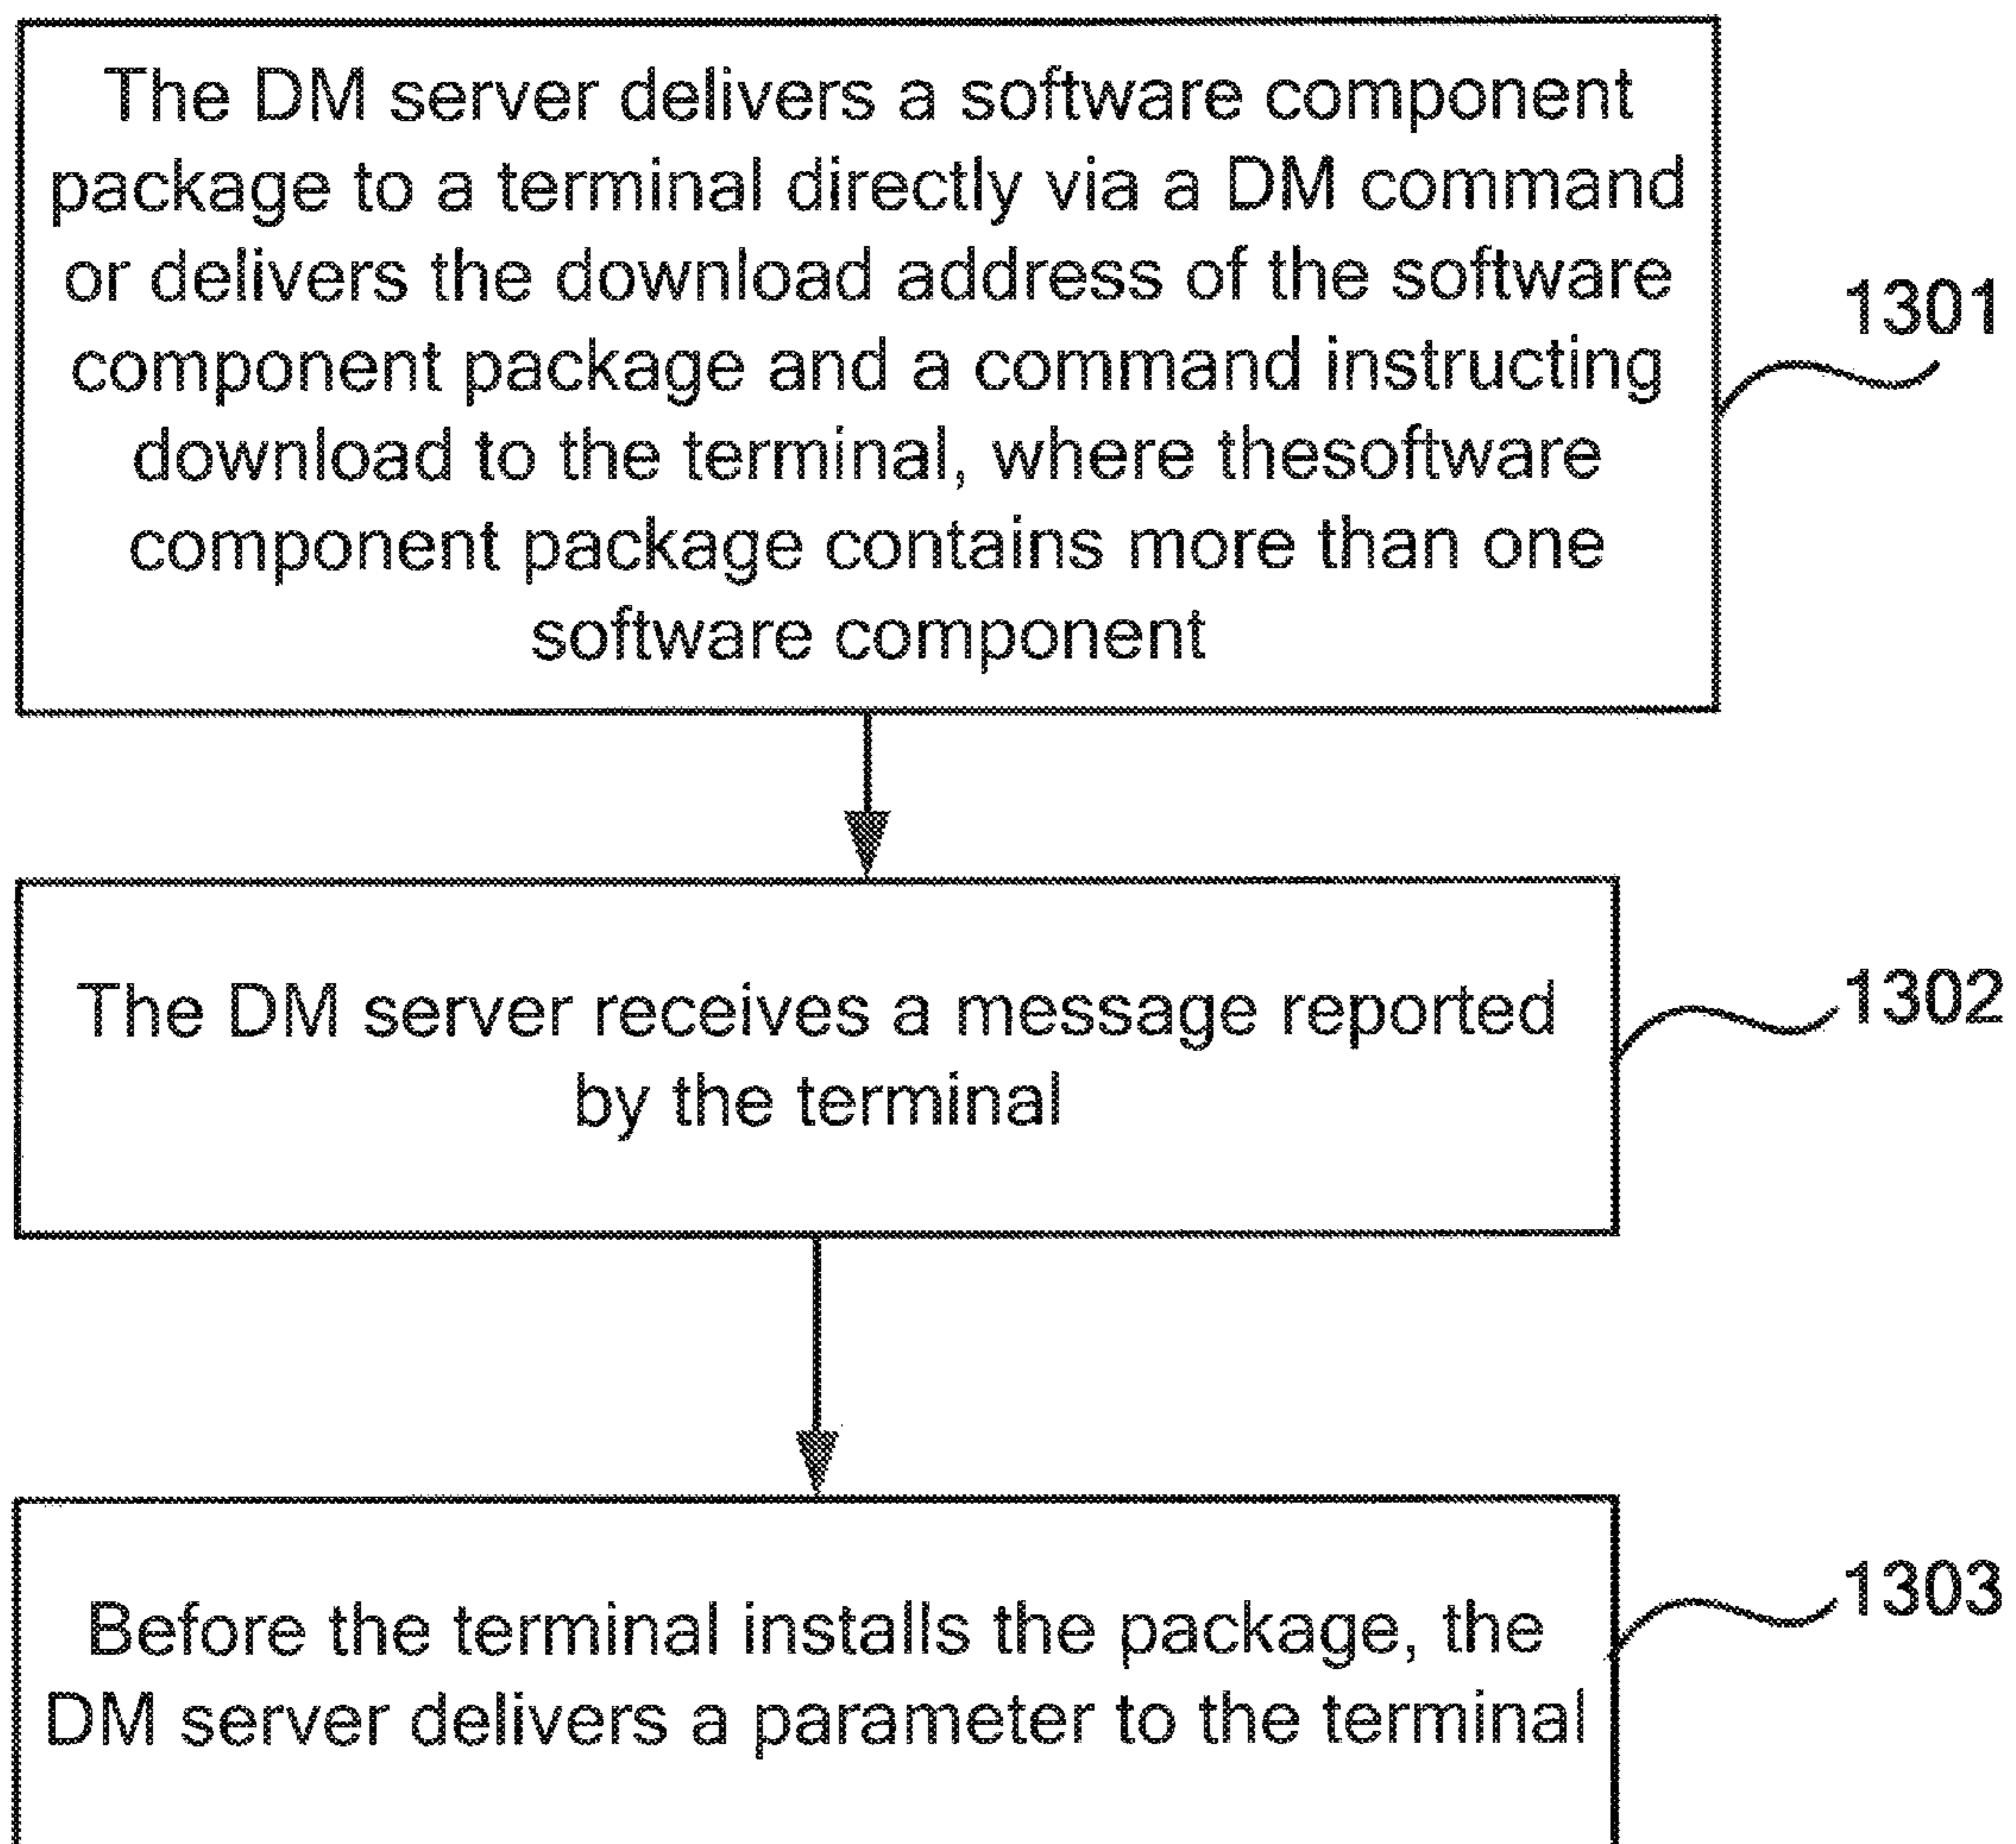 The DM server delivers a software component
package to a terminal directly via a DM command
or delivers the download address of the software
component package and a command instructing
download to the terminal, where thesoftware
component package contains more than one
software component
1301
The DM server receives a message reported
by the terminal
1302
Before the terminal installs the package, the
DM server delivers a parameter to the terminal
1303